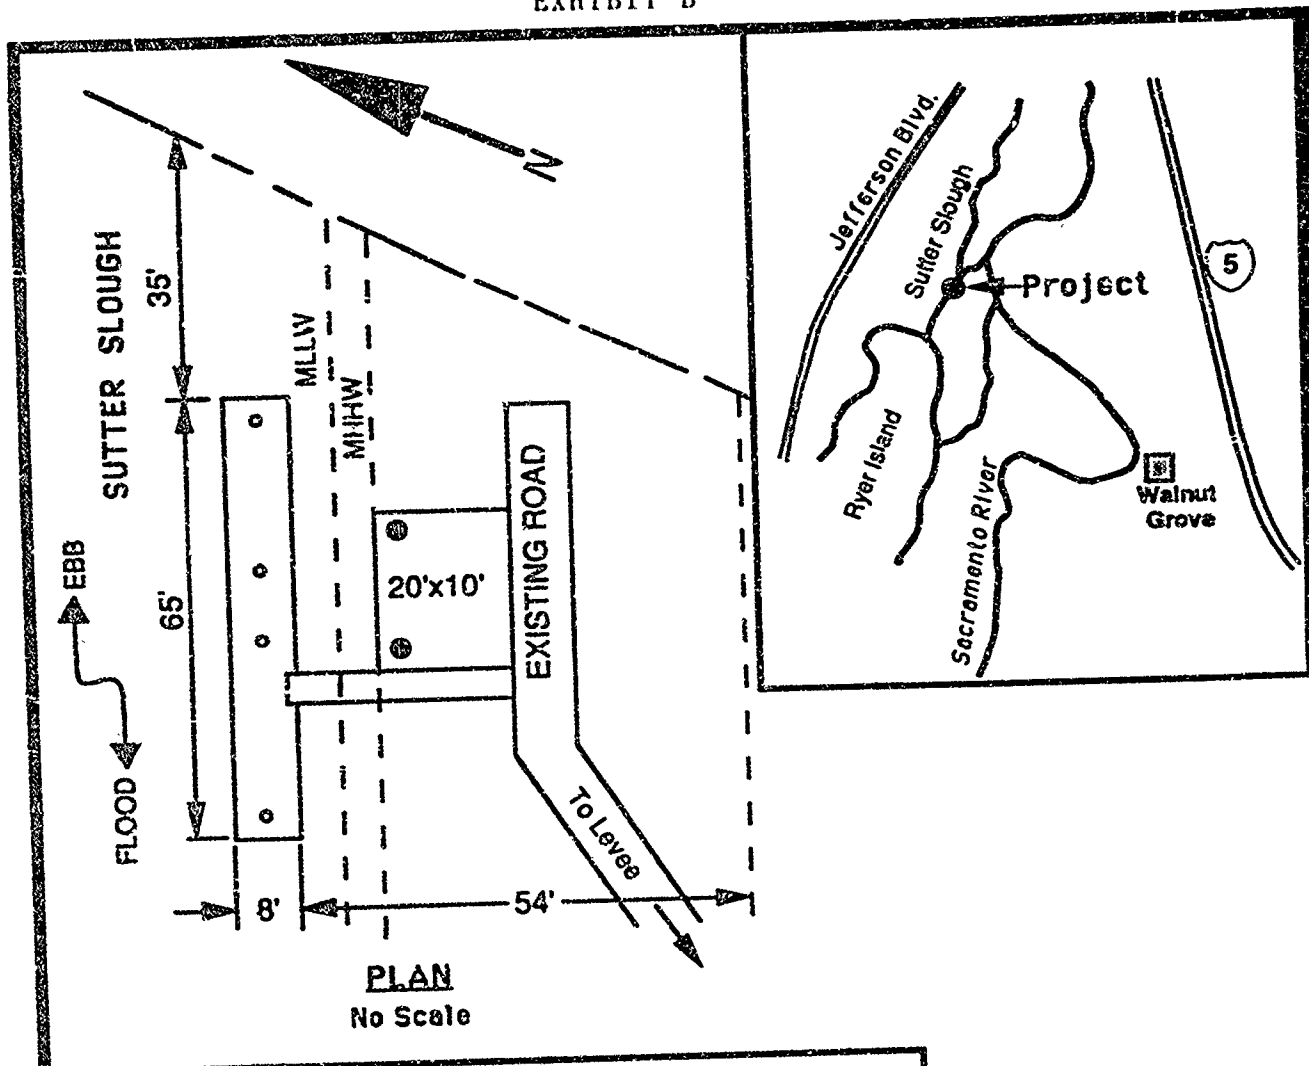 EXHIBIT B
N
SUTTER SLOUGH
35'
MLLW
MHHW
65'
EBB
FLOOD
20'x10'
EXISTING ROAD
To Levee
8'
54'
PLAN
No Scale
Jefferson Blvd.
Sutter Slough
Project
5
Ryer Island
Sacramento River
Walnut
Grove